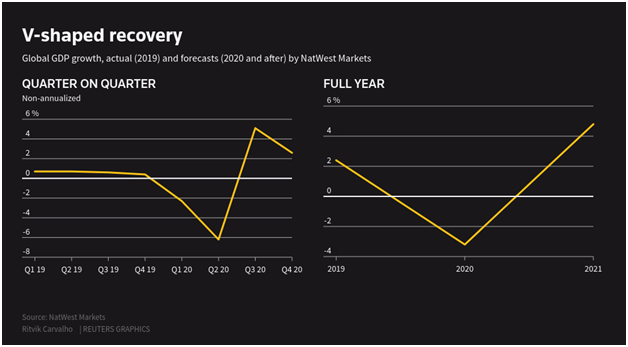 V-shaped recovery
Global GDP growth, actual (2019) and forecasts (2020 and after) by NatWest Markets
QUARTER ON QUARTER
Non-annualized
6 %
4
2
0
-2
-4
-6
-8
Q1 19 Q2 19 Q3 19 Q4 19 Q1 20 Q2 20 Q3 20 Q4 20
FULL YEAR
6 %
4
2
0
-2
-4
2019 2020 2021
Source: NatWest Markets
Ritvik Carvalho | REUTERS GRAPHICS